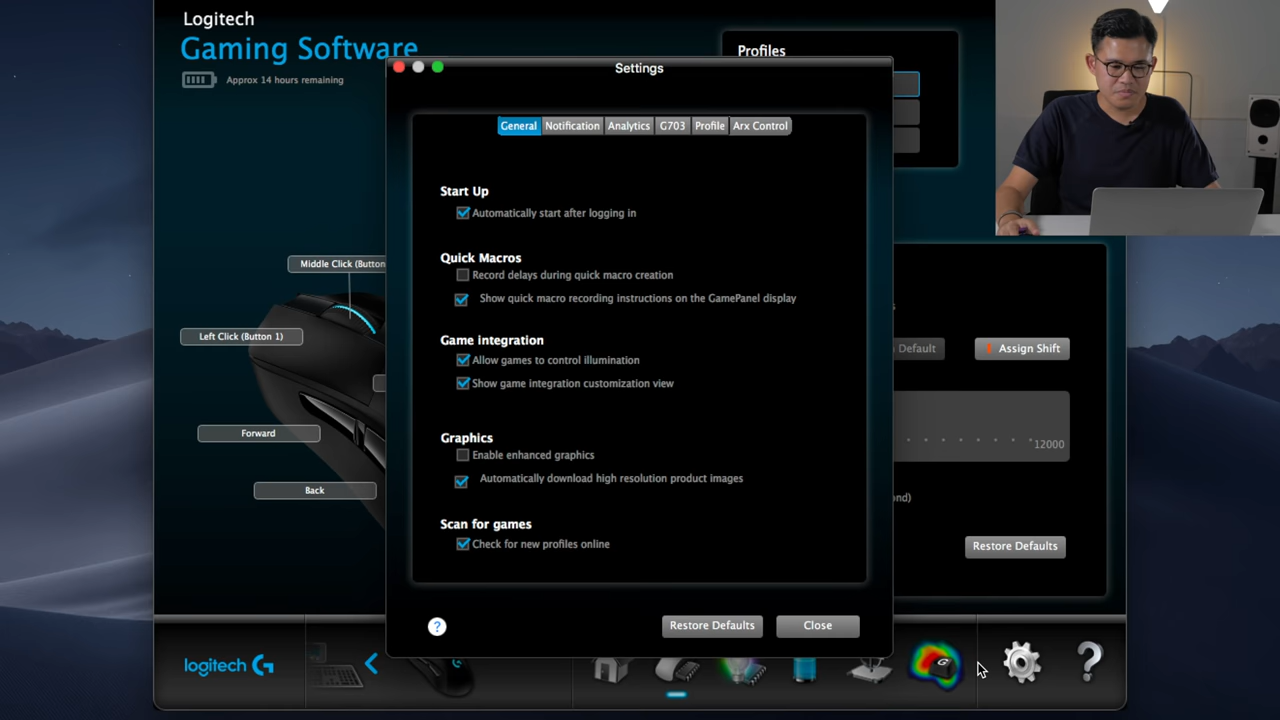 Logitech
Gaming Software
Approx 14 hours remaining
Profiles
Settings
General
Notification
Analytics
G703
Profile
Arx Control
Start Up
Automatically start after logging in
Quick Macros
Record delays during quick macro creation
Show quick macro recording instructions on the GamePanel display
Game integration
Allow games to control illumination
Show game integration customization view
Graphics
Enable enhanced graphics
Automatically download high resolution product images
Scan for games
Check for new profiles online
?
Restore Defaults
Close
Middle Click (Button
Left Click (Button 1)
Forward
Back
Default
Assign Shift
12000
nd)
Restore Defaults
logitech G
G
?